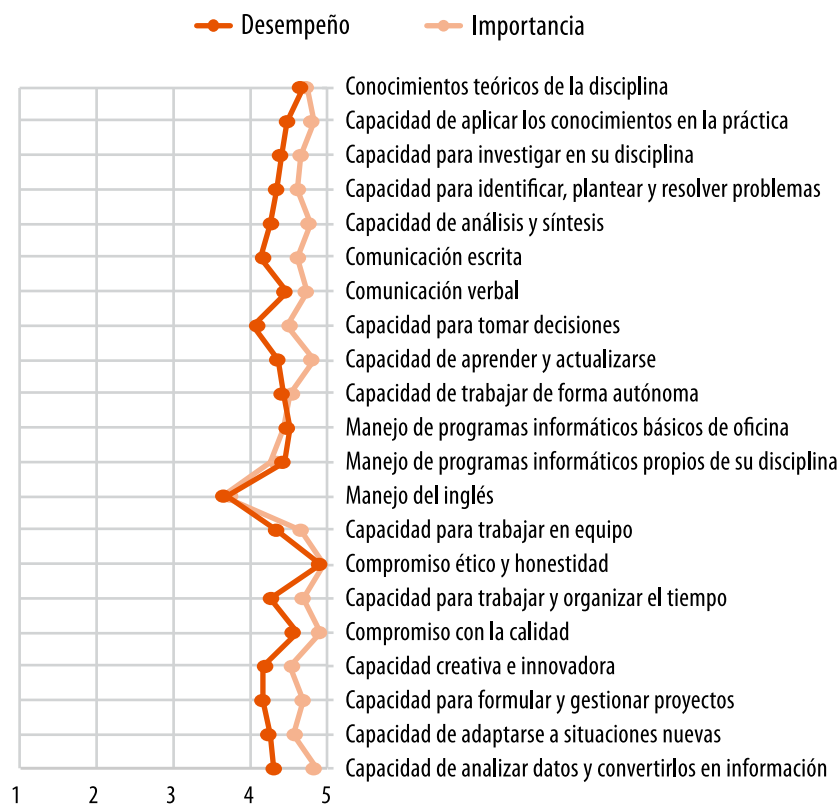 Desempeño Importancia
Conocimientos teóricos de la disciplina
Capacidad de aplicar los conocimientos en la práctica
Capacidad para investigar en su disciplina
Capacidad para identificar, plantear y resolver problemas
Capacidad de análisis y síntesis
Comunicación escrita
Comunicación verbal
Capacidad para tomar decisiones
Capacidad de aprender y actualizarse
Capacidad de trabajar de forma autónoma
Manejo de programas informáticos básicos de oficina
Manejo de programas informáticos propios de su disciplina
Manejo del inglés
Capacidad para trabajar en equipo
Compromiso ético y honestidad
Capacidad para trabajar y organizar el tiempo
Compromiso con la calidad
Capacidad creativa e innovadora
Capacidad para formular y gestionar proyectos
Capacidad de adaptarse a situaciones nuevas
Capacidad de analizar datos y convertirlos en información
1 2 3 4 5